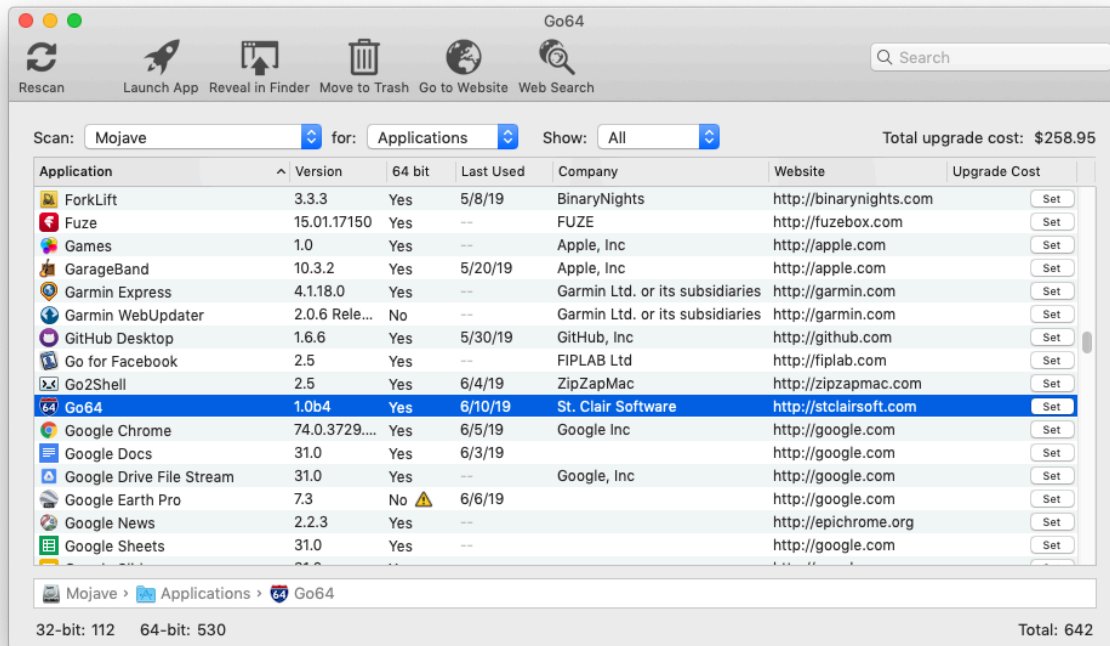 Go64
Rescan Launch App Reveal in Finder Move to Trash Go to Website Web Search Search
Scan: Mojave for: Applications Show: All Total upgrade cost: $258.95
Application Version 64 bit Last Used Company Website Upgrade Cost
ForkLift 3.3.3 Yes 5/8/19 BinaryNights http://binarynights.com Set
Fuze 15.01.17150 Yes -- FUZE http://fuzebox.com Set
Games 1.0 Yes -- Apple, Inc http://apple.com Set
GarageBand 10.3.2 Yes 5/20/19 Apple, Inc http://apple.com Set
Garmin Express 4.1.18.0 Yes -- Garmin Ltd. or its subsidiaries http://garmin.com Set
Garmin WebUpdater 2.0.6 Rele... No -- Garmin Ltd. or its subsidiaries http://garmin.com Set
GitHub Desktop 1.6.6 Yes 5/30/19 GitHub, Inc http://github.com Set
Go for Facebook 2.5 Yes -- FIPLAB Ltd http://fiplab.com Set
Go2Shell 2.5 Yes 6/4/19 ZipZapMac http://zipzapmac.com Set
64 Go64 1.0b4 Yes 6/10/19 St. Clair Software http://stclairsoft.com Set
Google Chrome 74.0.3729.... Yes 6/5/19 Google Inc http://google.com Set
Google Docs 31.0 Yes 6/3/19 http://google.com Set
Google Drive File Stream 31.0 Yes -- Google, Inc http://google.com Set
Google Earth Pro 7.3 No 6/6/19 http://google.com Set
Google News 2.2.3 Yes -- http://epichrome.org Set
Google Sheets 31.0 Yes -- http://google.com Set
Mojave › Applications › 64 Go64
32-bit: 112 64-bit: 530 Total: 642